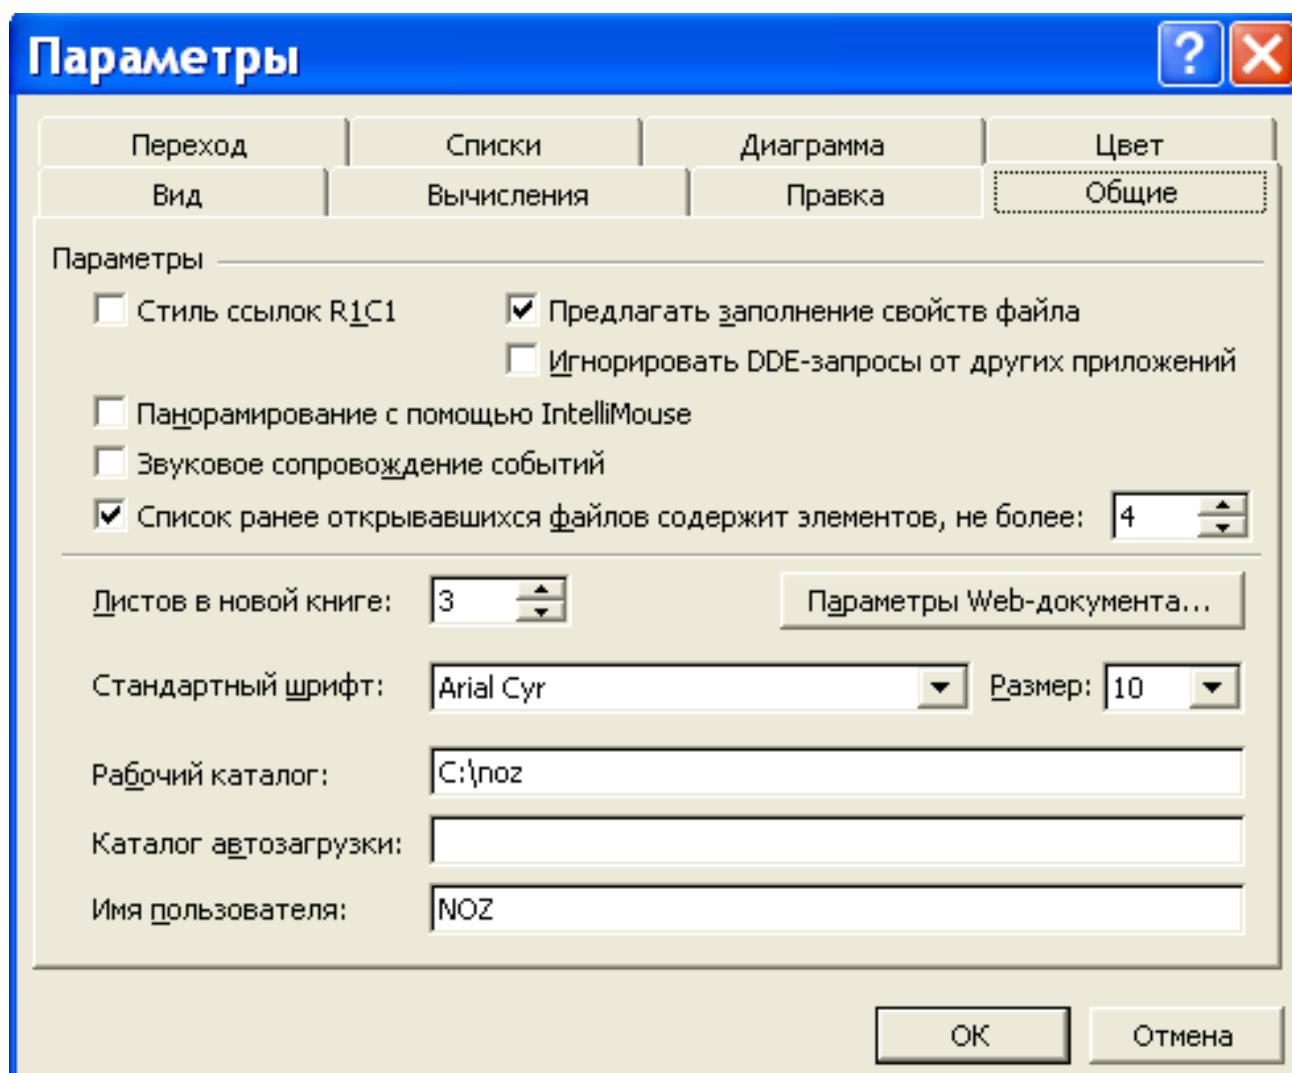 Параметры
Переход Списки Диаграмма Цвет
Вид Вычисления Правка Общие
Параметры
Стиль ссылок R1C1 Предлагать заполнение свойств файла
Игнорировать DDE-запросы от других приложений
Панорамирование с помощью IntelliMouse
Звуковое сопровождение событий
Список ранее открывавшихся файлов содержит элементов, не более: 4
Листов в новой книге: 3 Параметры Web-документа...
Стандартный шрифт: Arial Cyr Размер: 10
Рабочий каталог: C:\noz
Каталог автозагрузки:
Имя пользователя: NOZ
ОК Отмена